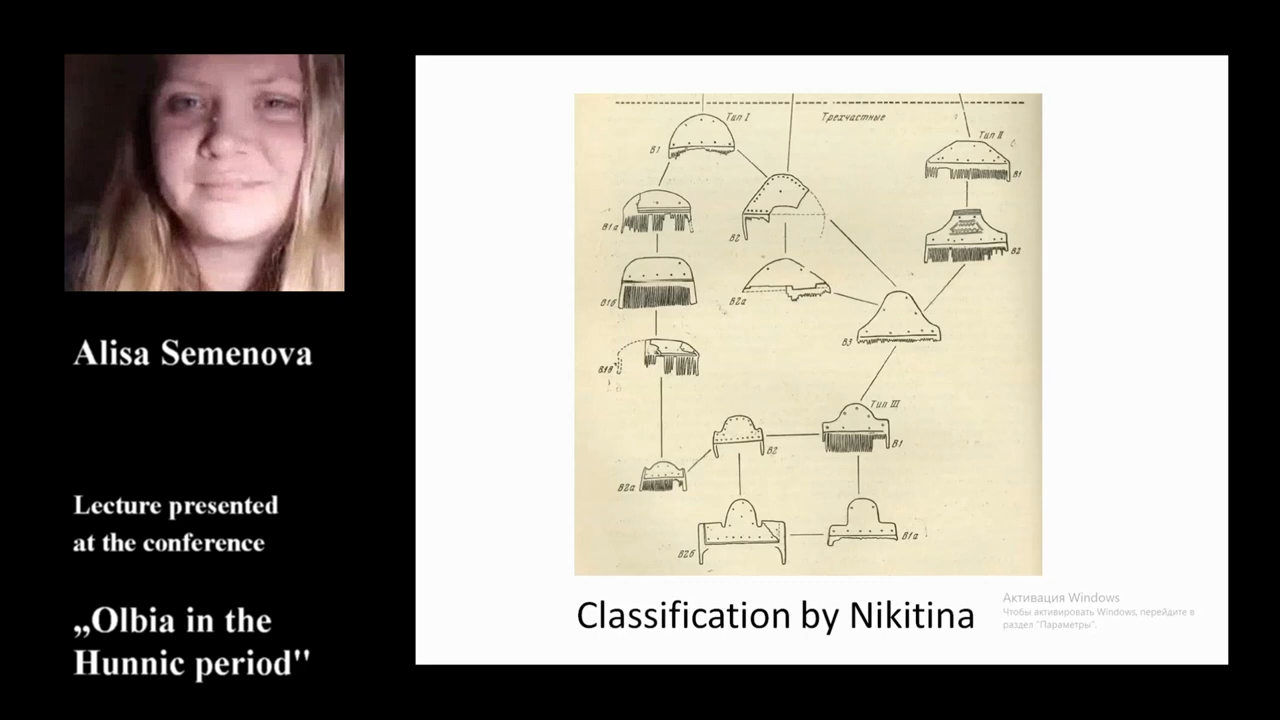 Alisa Semenova
Lecture presented
at the conference
„Olbia in the
Hunnic period"
Тип I
Трехчастные
Тип II
В1
В1
В1а
В2
В2
В1б
В2а
В3
В1в
Тип III
В2
В1
В2а
В2б
В1а
Classification by Nikitina
Активация Windows
Чтобы активировать Windows, перейдите в
раздел "Параметры".